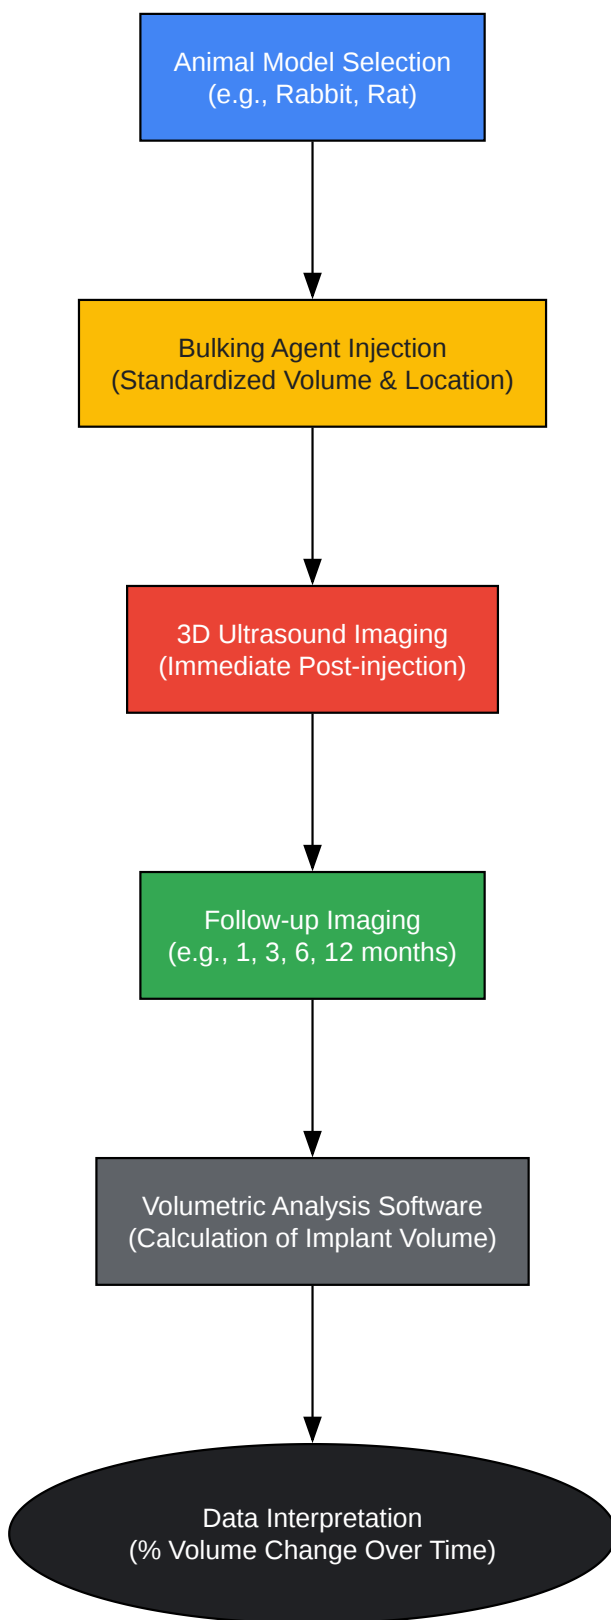 Animal Model Selection
(e.g., Rabbit, Rat)
Bulking Agent Injection
(Standardized Volume & Location)
3D Ultrasound Imaging
(Immediate Post-injection)
Follow-up Imaging
(e.g., 1, 3, 6, 12 months)
Volumetric Analysis Software
(Calculation of Implant Volume)
Data Interpretation
(% Volume Change Over Time)